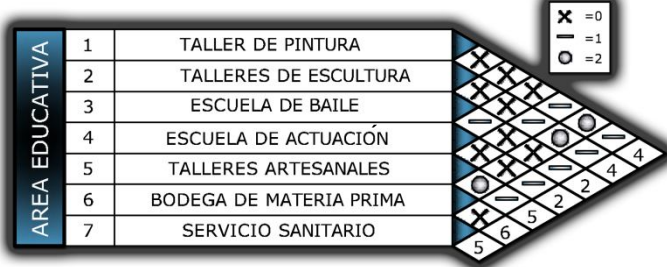 X =0
— =1
=2
AREA EDUCATIVA
1 TALLER DE PINTURA
2 TALLERES DE ESCULTURA
3 ESCUELA DE BAILE
4 ESCUELA DE ACTUACIÓN
5 TALLERES ARTESANALES
6 BODEGA DE MATERIA PRIMA
7 SERVICIO SANITARIO
5 6 5 2 2 4 4